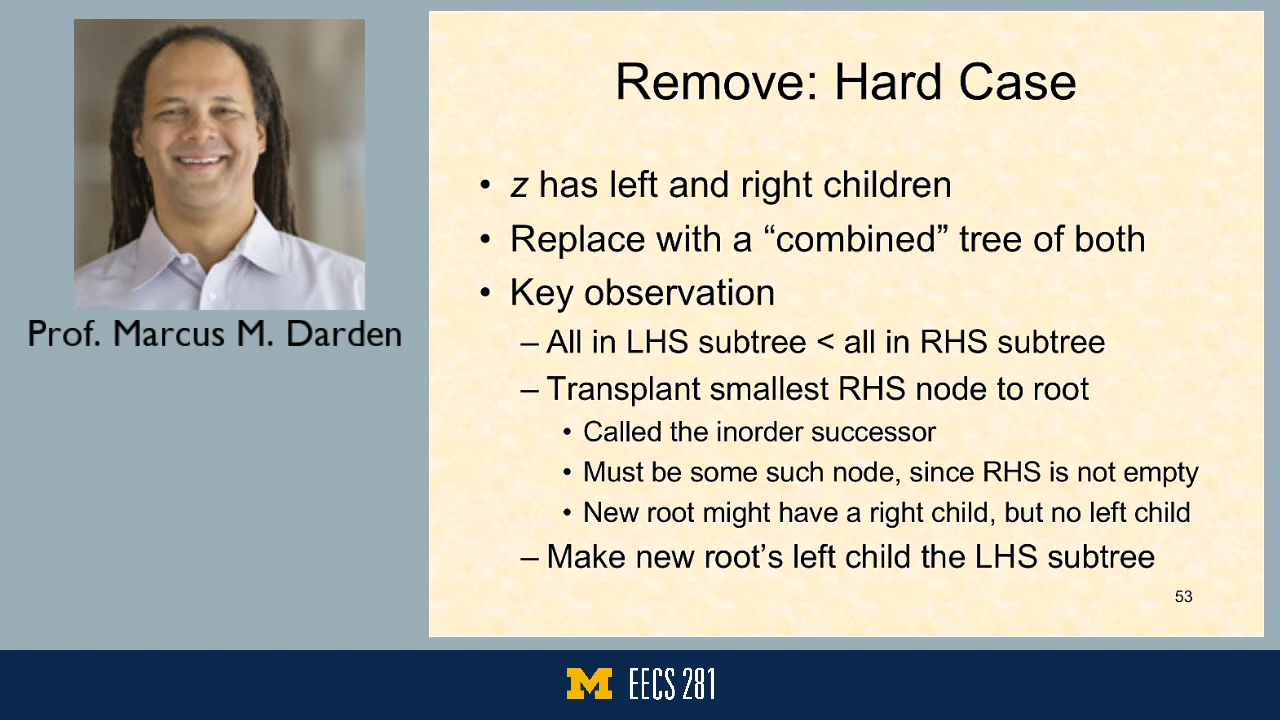 Prof. Marcus M. Darden
Remove: Hard Case
• z has left and right children
• Replace with a “combined” tree of both
• Key observation
– All in LHS subtree < all in RHS subtree
– Transplant smallest RHS node to root
• Called the inorder successor
• Must be some such node, since RHS is not empty
• New root might have a right child, but no left child
– Make new root’s left child the LHS subtree
53
M EECS 281